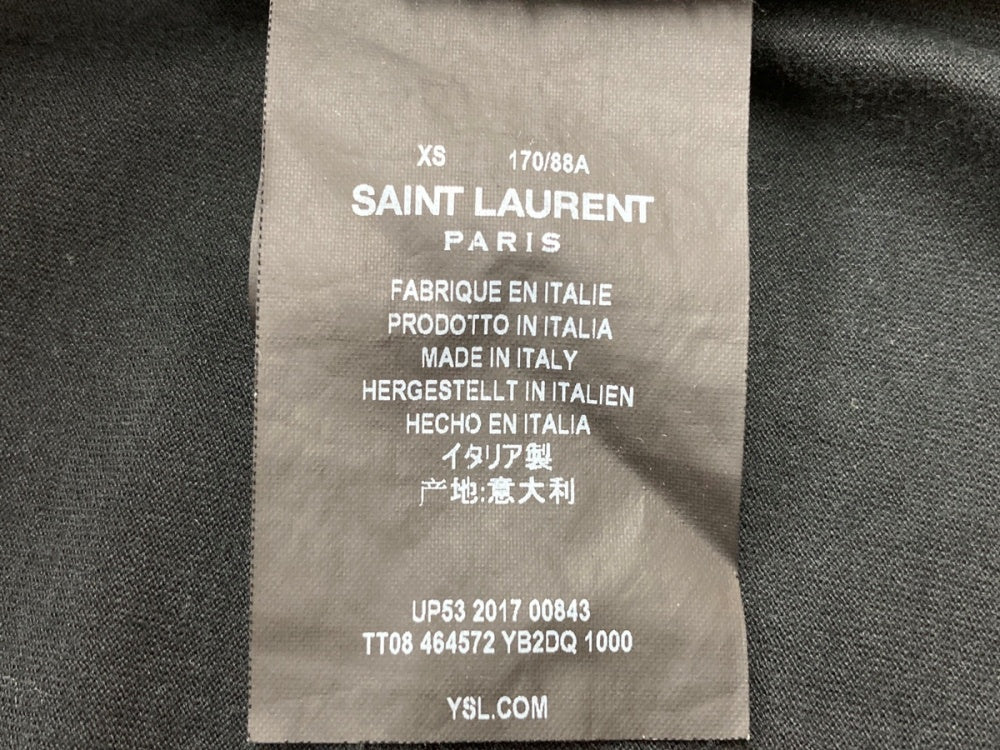 XS 170/88A
SAINT LAURENT
PARIS
FABRIQUE EN ITALIE
PRODOTTO IN ITALIA
MADE IN ITALY
HERGESTELLT IN ITALIEN
HECHO EN ITALIA
イタリア製
产地:意大利
UP53 2017 00843
TT08 464572 YB2DQ 1000
YSL.COM